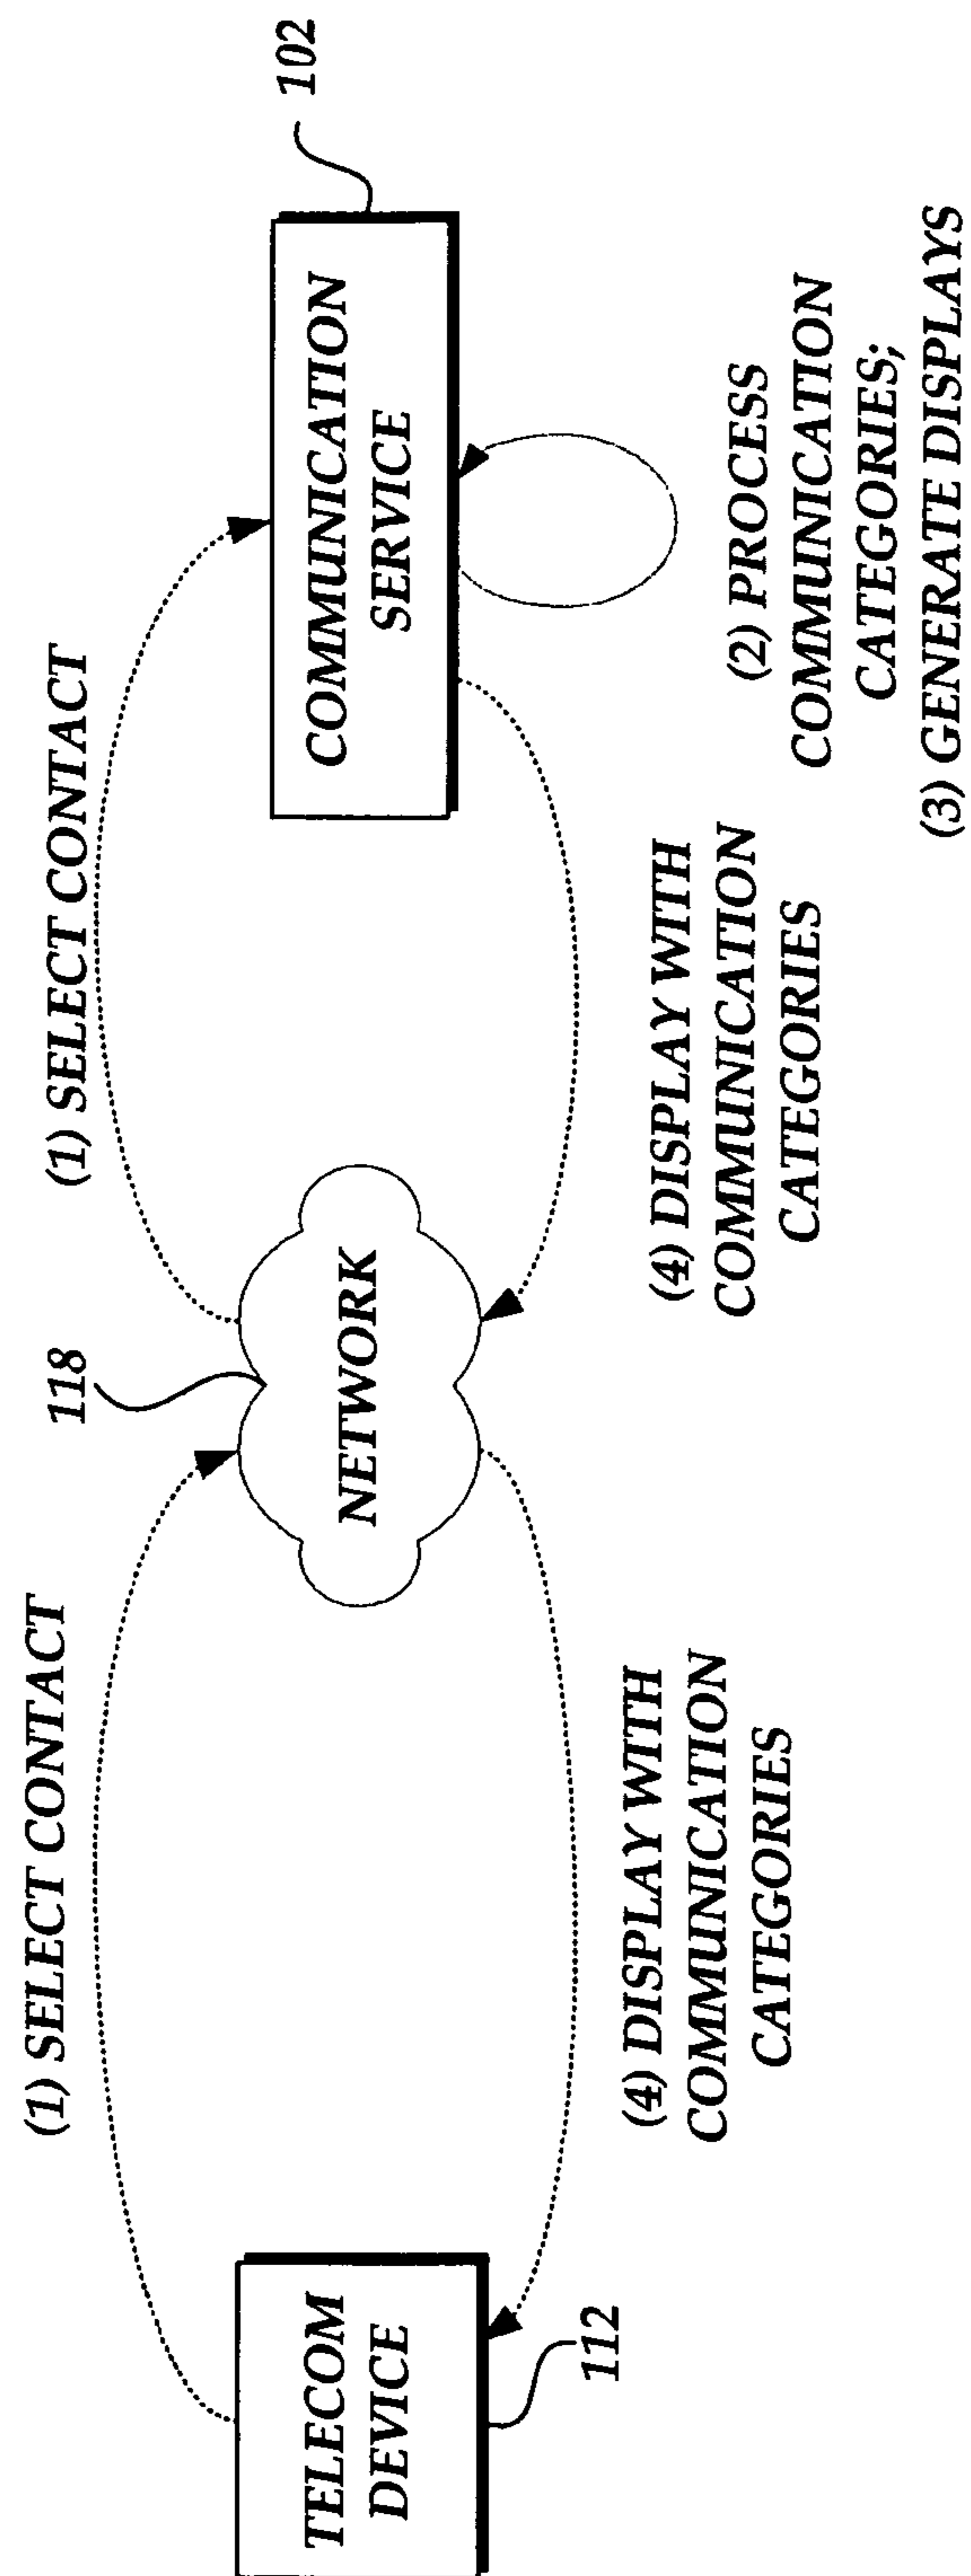 (1) SELECT CONTACT
(1) SELECT CONTACT
118
102
TELECOM
DEVICE
NETWORK
COMMUNICATION
SERVICE
112
(4) DISPLAY WITH
COMMUNICATION
CATEGORIES
(4) DISPLAY WITH
COMMUNICATION
CATEGORIES
(2) PROCESS
COMMUNICATION
CATEGORIES;
(3) GENERATE DISPLAYS